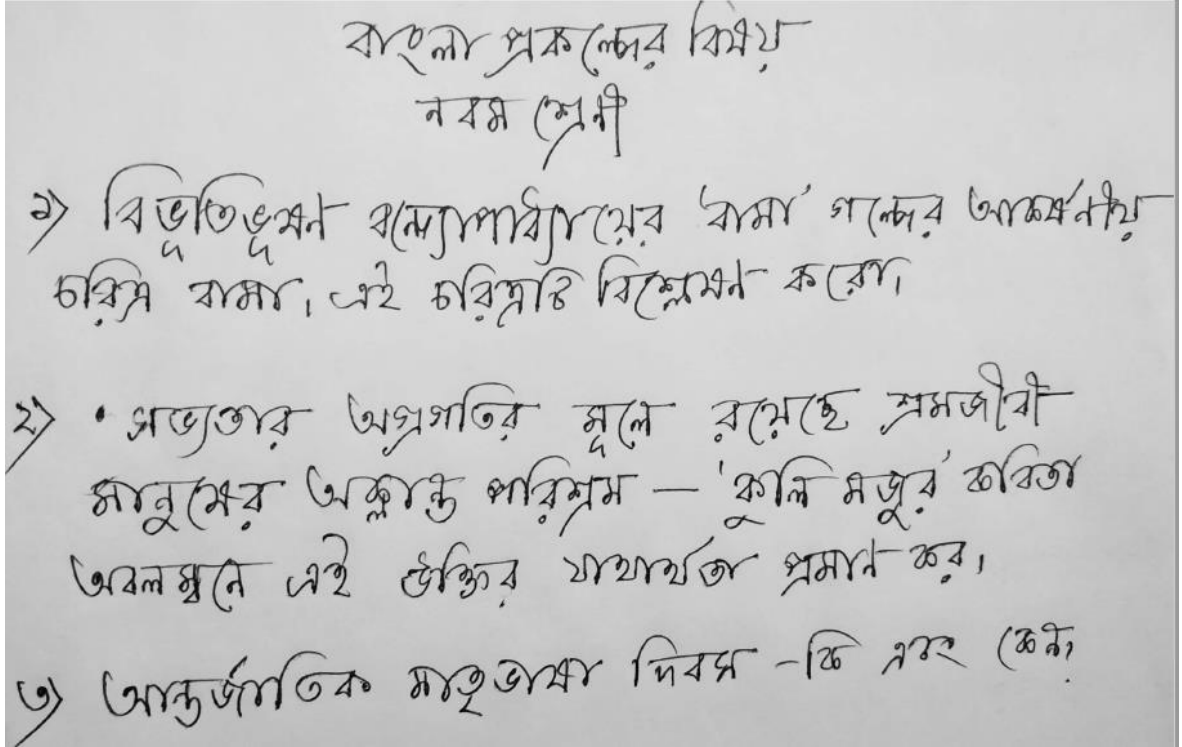 বাংলা প্রকল্পের বিষয়
নবম শ্রেনী
১) বিভূতিভূষণ বন্দ্যোপাধ্যায়ের 'বামা' গল্পের আকর্ষনীয়
চরিত্র বামা। এই চরিত্রটি বিশ্লেষণ করো।
২) • সভ্যতার অগ্রগতির মূলে রয়েছে শ্রমজীবী
মানুষের অক্লান্ত পরিশ্রম — 'কুলি মজুর' কবিতা
অবলম্বনে এই উক্তির যাথার্থতা প্রমাণ কর।
৩) আন্তর্জাতিক মাতৃভাষা দিবস - কি এবং কেন,